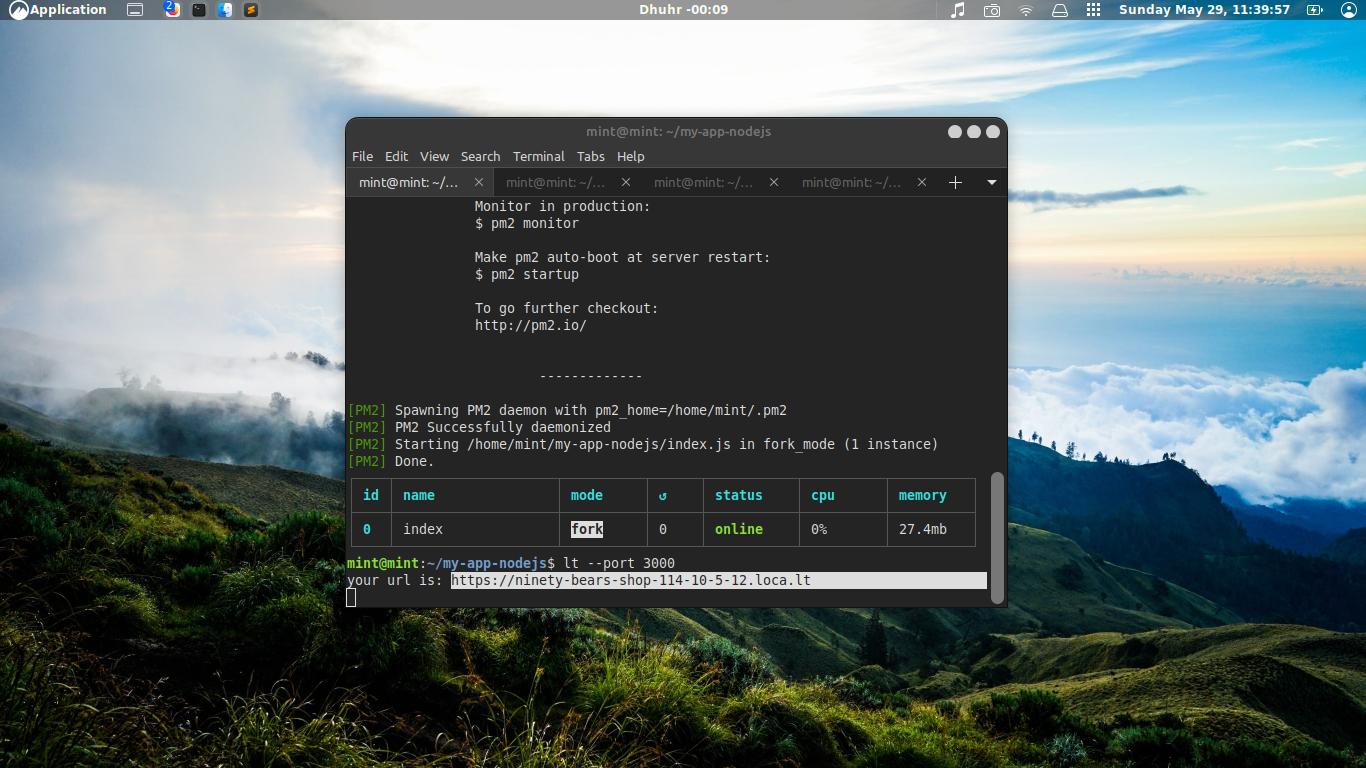 Application
2
Dhuhr -00:09
Sunday May 29, 11:39:57
mint@mint: ~/my-app-nodejs
File Edit View Search Terminal Tabs Help
mint@mint: ~/... mint@mint: ~/... mint@mint: ~/... mint@mint: ~/...
Monitor in production:
$ pm2 monitor
Make pm2 auto-boot at server restart:
$ pm2 startup
To go further checkout:
http://pm2.io/
-------------
[PM2] Spawning PM2 daemon with pm2_home=/home/mint/.pm2
[PM2] PM2 Successfully daemonized
[PM2] Starting /home/mint/my-app-nodejs/index.js in fork_mode (1 instance)
[PM2] Done.
id name mode ↺ status cpu memory
0 index fork 0 online 0% 27.4mb
mint@mint:~/my-app-nodejs$ lt --port 3000
your url is: https://ninety-bears-shop-114-10-5-12.loca.lt